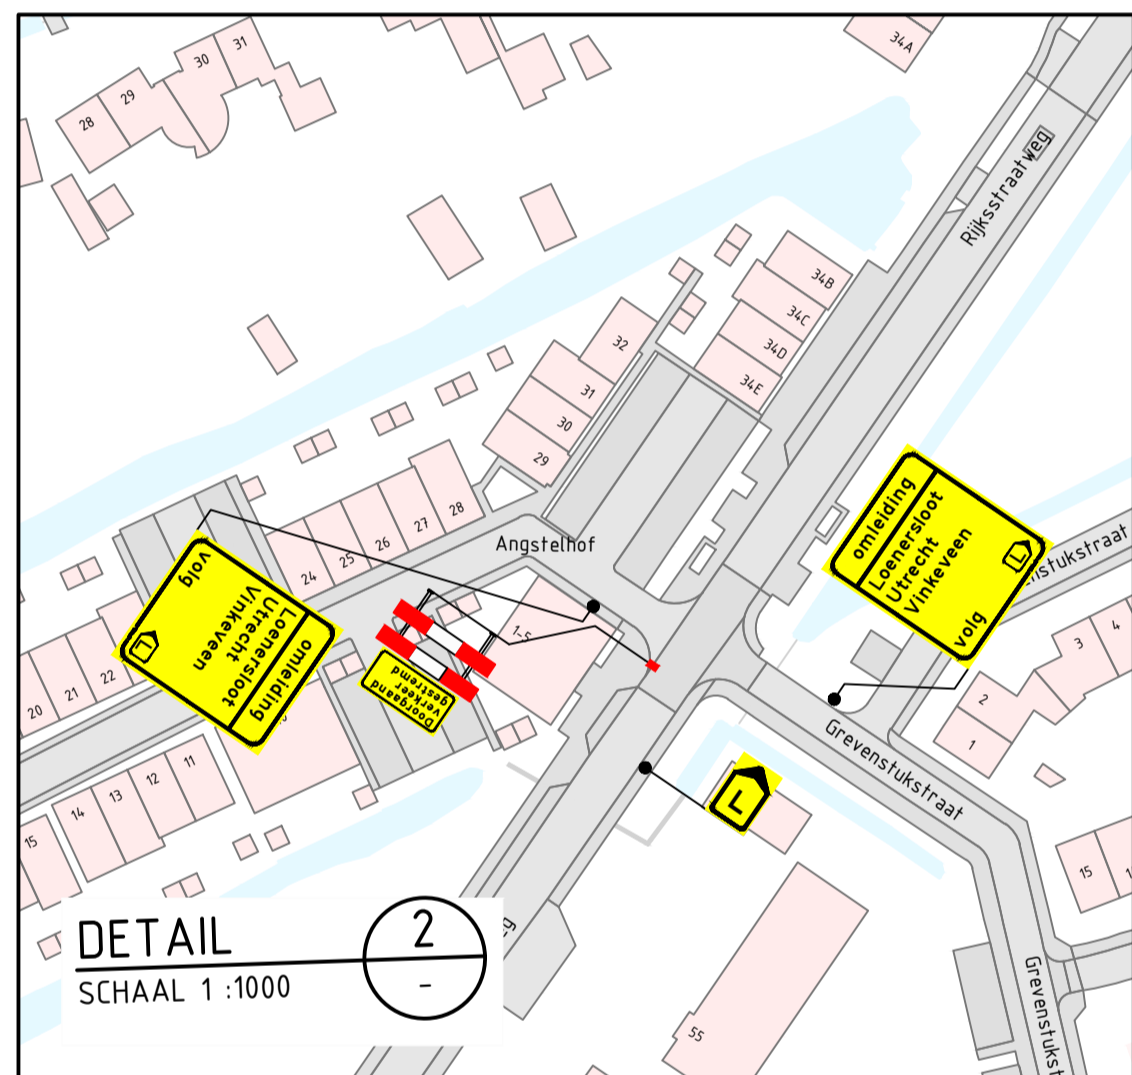 34A
31
30
29
28
Rijksstraatweg
34B
34C
34D
34E
32
31
30
29
28
27
26
25
24
Angstelhof
1-5
omleiding
Loenersloot
Utrecht
Vinkeveen
L
volg
omleiding
Loenersloot
Utrecht
Vinkeveen
L
volg
Doorgaand
verkeer
gestremd
22
21
20
11
12
13
14
15
4
3
2
1
Grevenstukstraat
L
15
55
DETAIL
2
-
SCHAAL 1 :1000